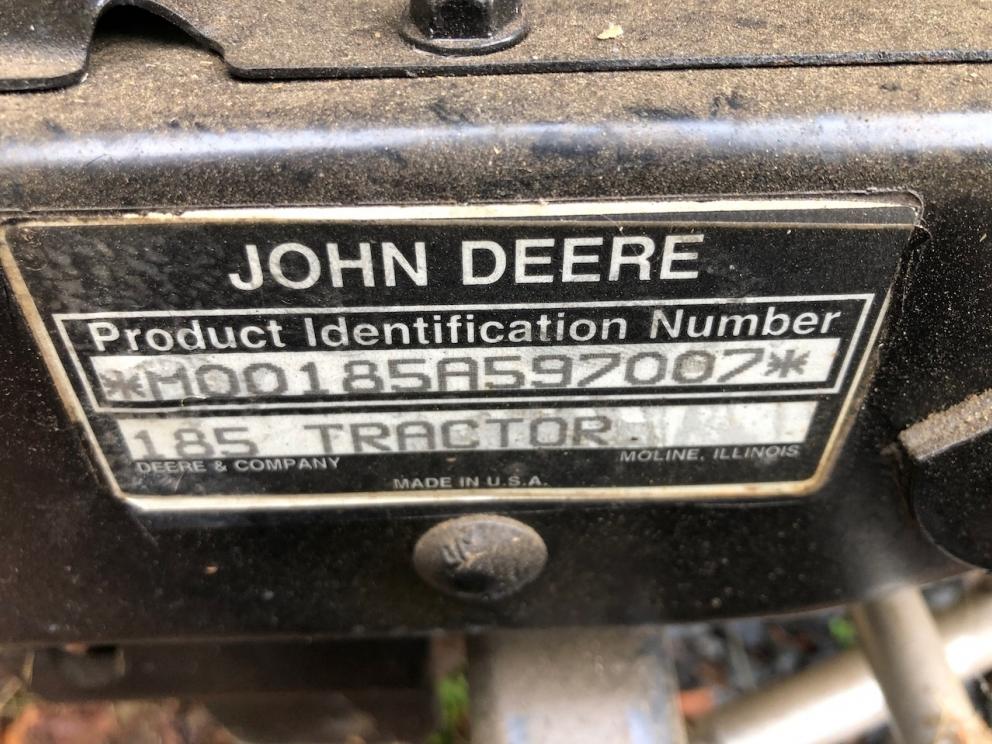 JOHN DEERE
Product Identification Number
*M00185A597007*
185 TRACTOR
DEERE & COMPANY MOLINE, ILLINOIS
MADE IN U.S.A.